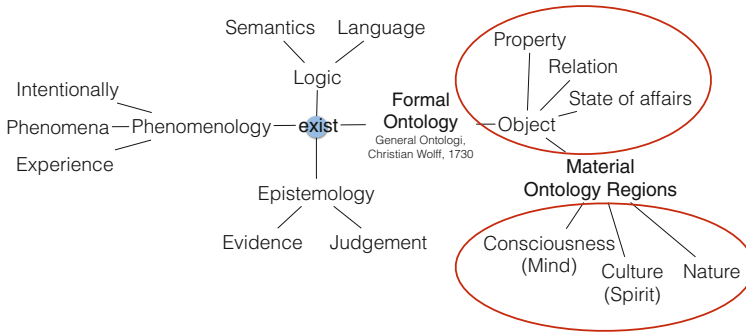 Semantics
Language
Property
Logic
Relation
Intentionally
Formal
Ontology
State of affairs
Phenomena
Phenomenology
exist
General Ontologi,
Christian Wolff, 1730
Object
Experience
Material
Ontology Regions
Epistemology
Evidence
Judgement
Consciousness
(Mind)
Culture
(Spirit)
Nature